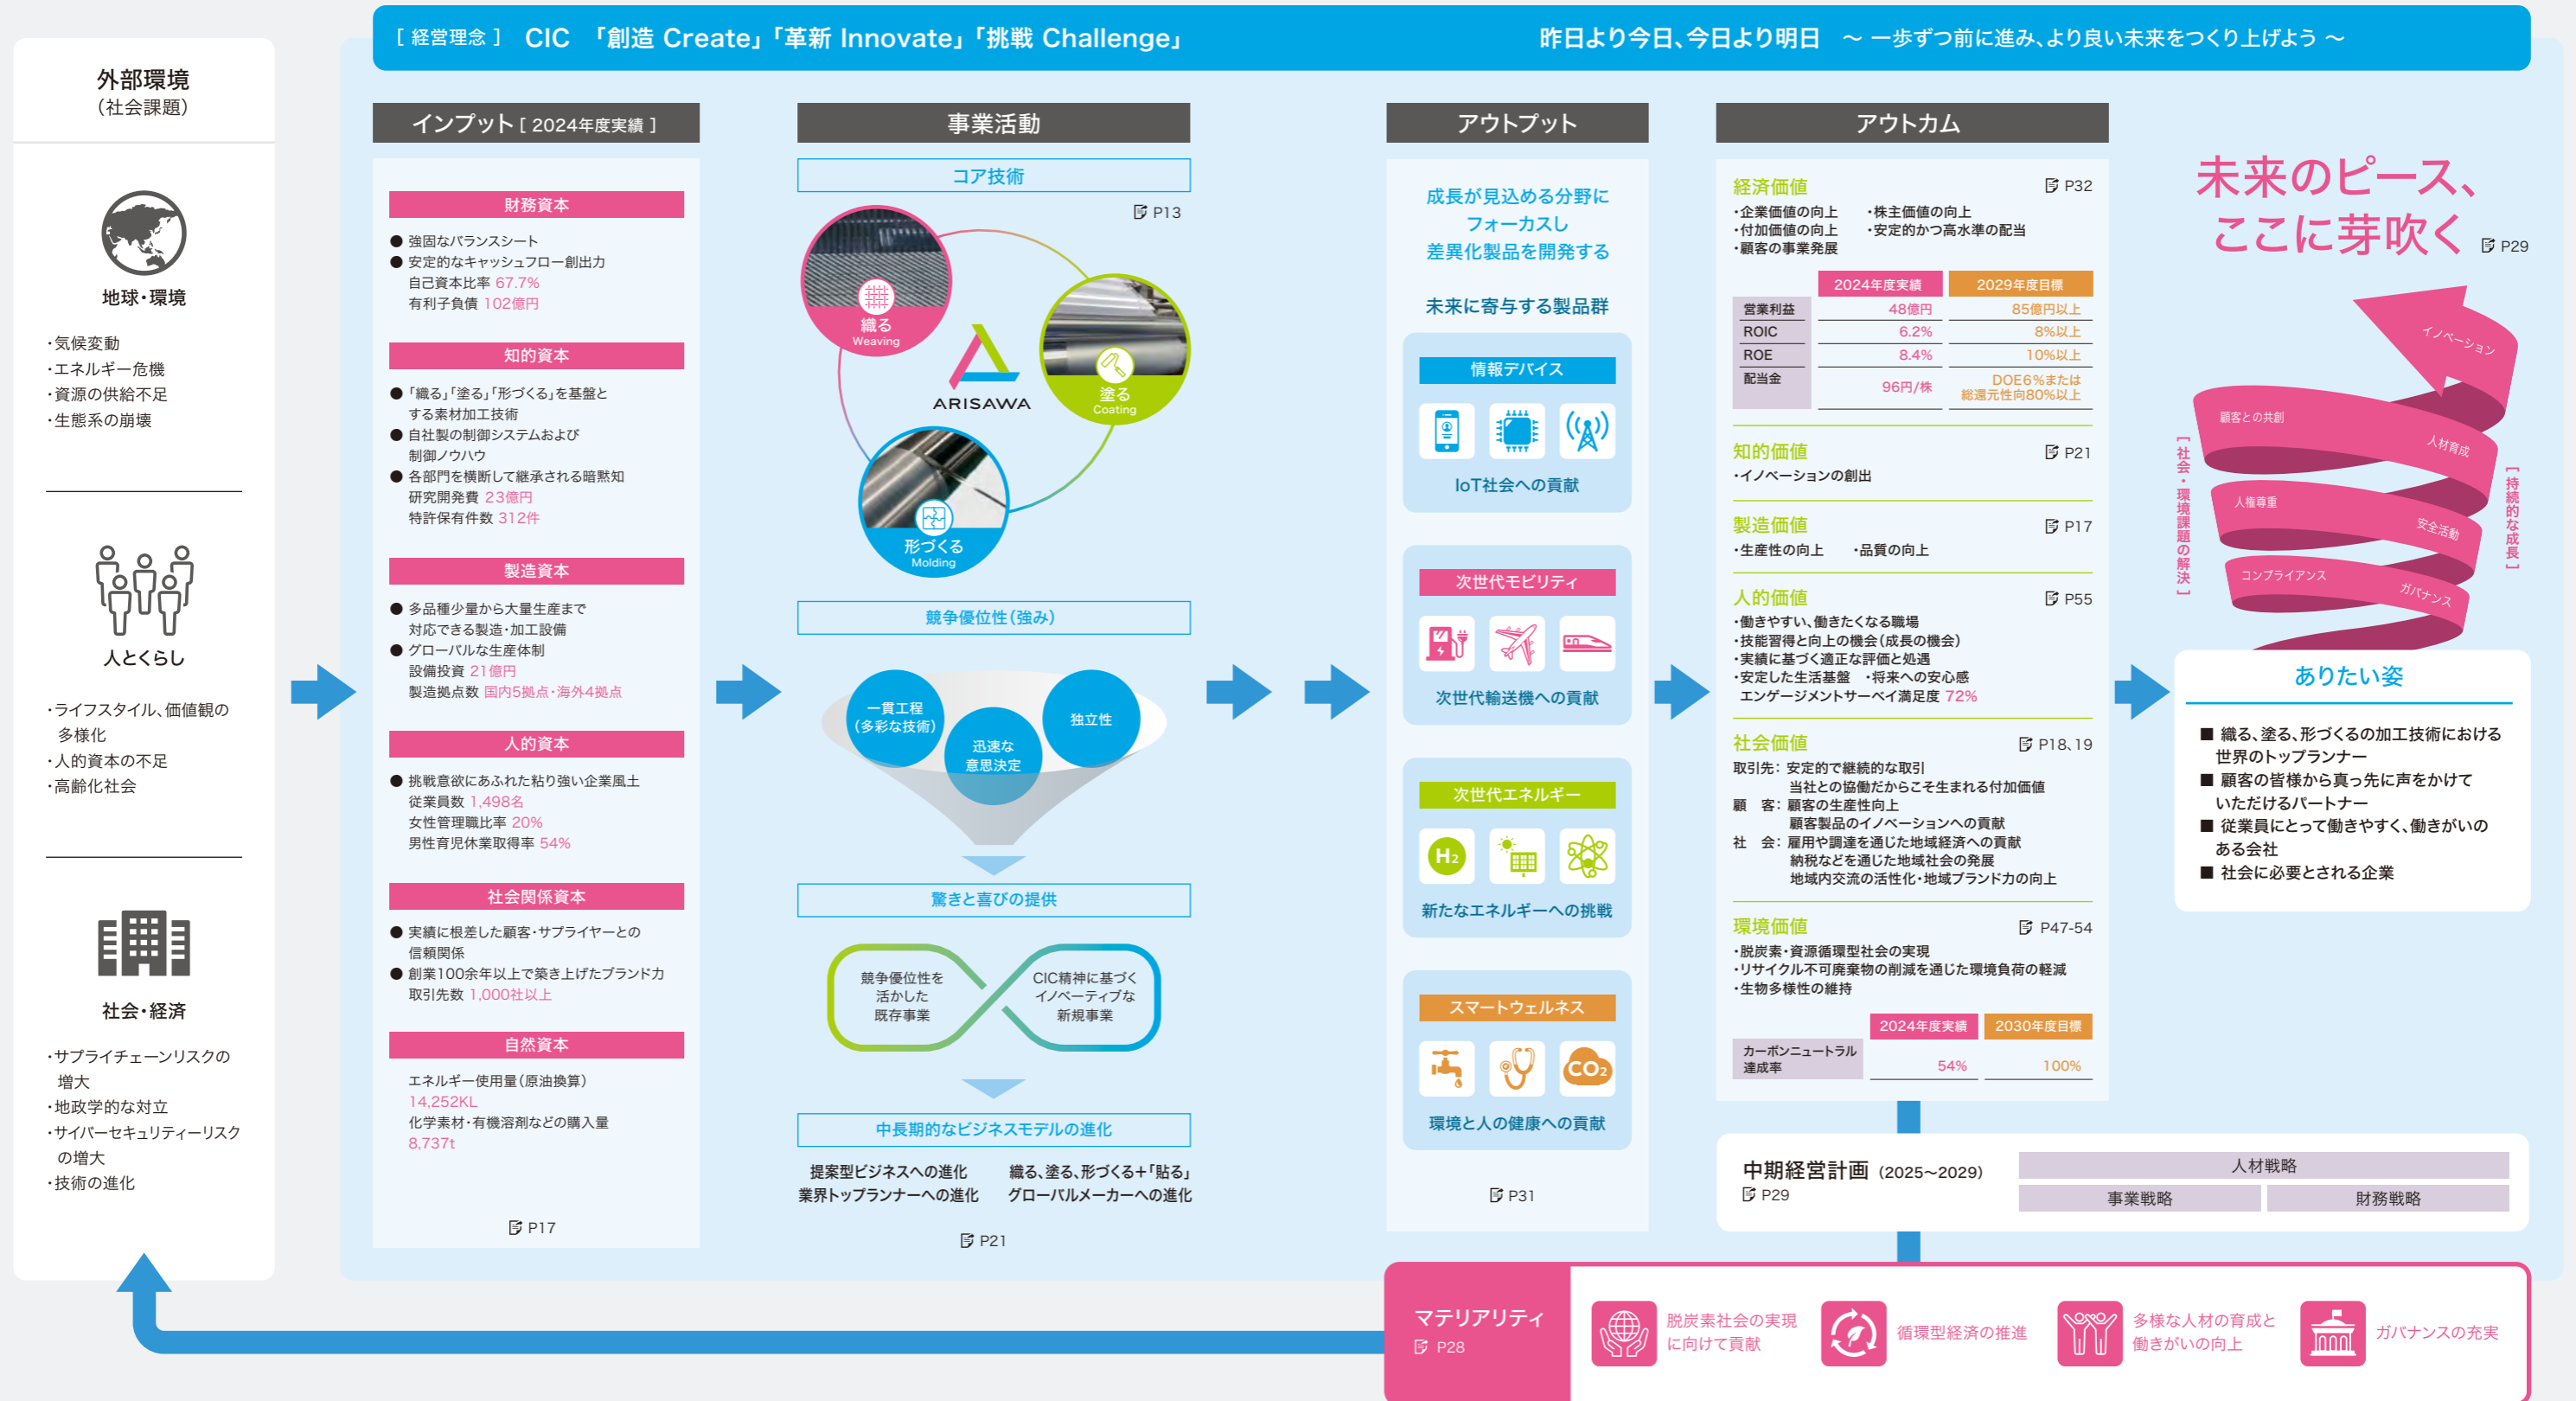 [ 経営理念 ] CIC 「創造 Create」「革新 Innovate」「挑戦 Challenge」
昨日より今日、今日より明日 ～ 一歩ずつ前に進み、より良い未来をつくり上げよう ～
外部環境
（社会課題）
地球・環境
・気候変動
・エネルギー危機
・資源の供給不足
・生態系の崩壊
人とくらし
・ライフスタイル、価値観の
多様化
・人的資本の不足
・高齢化社会
社会・経済
・サプライチェーンリスクの
増大
・地政学的な対立
・サイバーセキュリティーリスク
の増大
・技術の進化
インプット [ 2024年度実績 ]
財務資本
● 強固なバランスシート
● 安定的なキャッシュフロー創出力
自己資本比率 67.7%
有利子負債 102億円
知的資本
● 「織る」「塗る」「形づくる」を基盤と
する素材加工技術
● 自社製の制御システムおよび
制御ノウハウ
● 各部門を横断して継承される暗黙知
研究開発費 23億円
特許保有件数 312件
製造資本
● 多品種少量から大量生産まで
対応できる製造・加工設備
● グローバルな生産体制
設備投資 21億円
製造拠点数 国内5拠点・海外4拠点
人的資本
● 挑戦意欲にあふれた粘り強い企業風土
従業員数 1,498名
女性管理職比率 20%
男性育児休業取得率 54%
社会関係資本
● 実績に根差した顧客・サプライヤーとの
信頼関係
● 創業100余年以上で築き上げたブランド力
取引先数 1,000社以上
自然資本
エネルギー使用量（原油換算）
14,252KL
化学素材・有機溶剤などの購入量
8,737t
P17
事業活動
コア技術
P13
織る
Weaving
塗る
Coating
ARISAWA
形づくる
Molding
競争優位性（強み）
一貫工程
（多彩な技術）
迅速な
意思決定
独立性
驚きと喜びの提供
競争優位性を
活かした
既存事業
CIC精神に基づく
イノベーティブな
新規事業
中長期的なビジネスモデルの進化
提案型ビジネスへの進化 織る、塗る、形づくる＋「貼る」
業界トップランナーへの進化 グローバルメーカーへの進化
P21
アウトプット
成長が見込める分野に
フォーカスし
差異化製品を開発する
未来に寄与する製品群
情報デバイス
IoT社会への貢献
次世代モビリティ
次世代輸送機への貢献
次世代エネルギー
H2
新たなエネルギーへの挑戦
スマートウェルネス
CO2
環境と人の健康への貢献
P31
アウトカム
経済価値 P32
・企業価値の向上 ・株主価値の向上
・付加価値の向上 ・安定的かつ高水準の配当
・顧客の事業発展
2024年度実績 2029年度目標
営業利益 48億円 85億円以上
ROIC 6.2% 8%以上
ROE 8.4% 10%以上
配当金 96円/株 DOE6%または
総還元性向80%以上
知的価値 P21
・イノベーションの創出
製造価値 P17
・生産性の向上 ・品質の向上
人的価値 P55
・働きやすい、働きたくなる職場
・技能習得と向上の機会（成長の機会）
・実績に基づく適正な評価と処遇
・安定した生活基盤 ・将来への安心感
エンゲージメントサーベイ満足度 72%
社会価値 P18、19
取引先：安定的で継続的な取引
当社との協働だからこそ生まれる付加価値
顧　客：顧客の生産性向上
顧客製品のイノベーションへの貢献
社　会：雇用や調達を通じた地域経済への貢献
納税などを通じた地域社会の発展
地域内交流の活性化・地域ブランド力の向上
環境価値 P47-54
・脱炭素・資源循環型社会の実現
・リサイクル不可廃棄物の削減を通じた環境負荷の軽減
・生物多様性の維持
2024年度実績 2030年度目標
カーボンニュートラル
達成率 54% 100%
未来のピース、
ここに芽吹く P29
イノベーション
顧客との共創
人材育成
人権尊重
安全活動
コンプライアンス
ガバナンス
[ 社会・環境課題の解決 ]
[ 持続的な成長 ]
ありたい姿
■ 織る、塗る、形づくるの加工技術における
世界のトップランナー
■ 顧客の皆様から真っ先に声をかけて
いただけるパートナー
■ 従業員にとって働きやすく、働きがいの
ある会社
■ 社会に必要とされる企業
中期経営計画 （2025～2029）
P29
人材戦略
事業戦略 財務戦略
マテリアリティ
P28
脱炭素社会の実現
に向けて貢献
循環型経済の推進
多様な人材の育成と
働きがいの向上
ガバナンスの充実